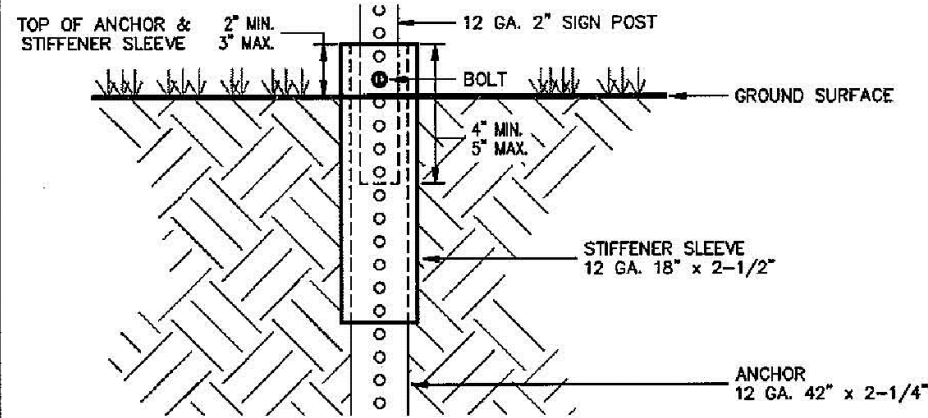 TOP OF ANCHOR &
STIFFENER SLEEVE
2" MIN.
3" MAX.
12 GA. 2" SIGN POST
BOLT
GROUND SURFACE
4" MIN.
5" MAX.
STIFFENER SLEEVE
12 GA. 18" x 2-1/2"
ANCHOR
12 GA. 42" x 2-1/4"